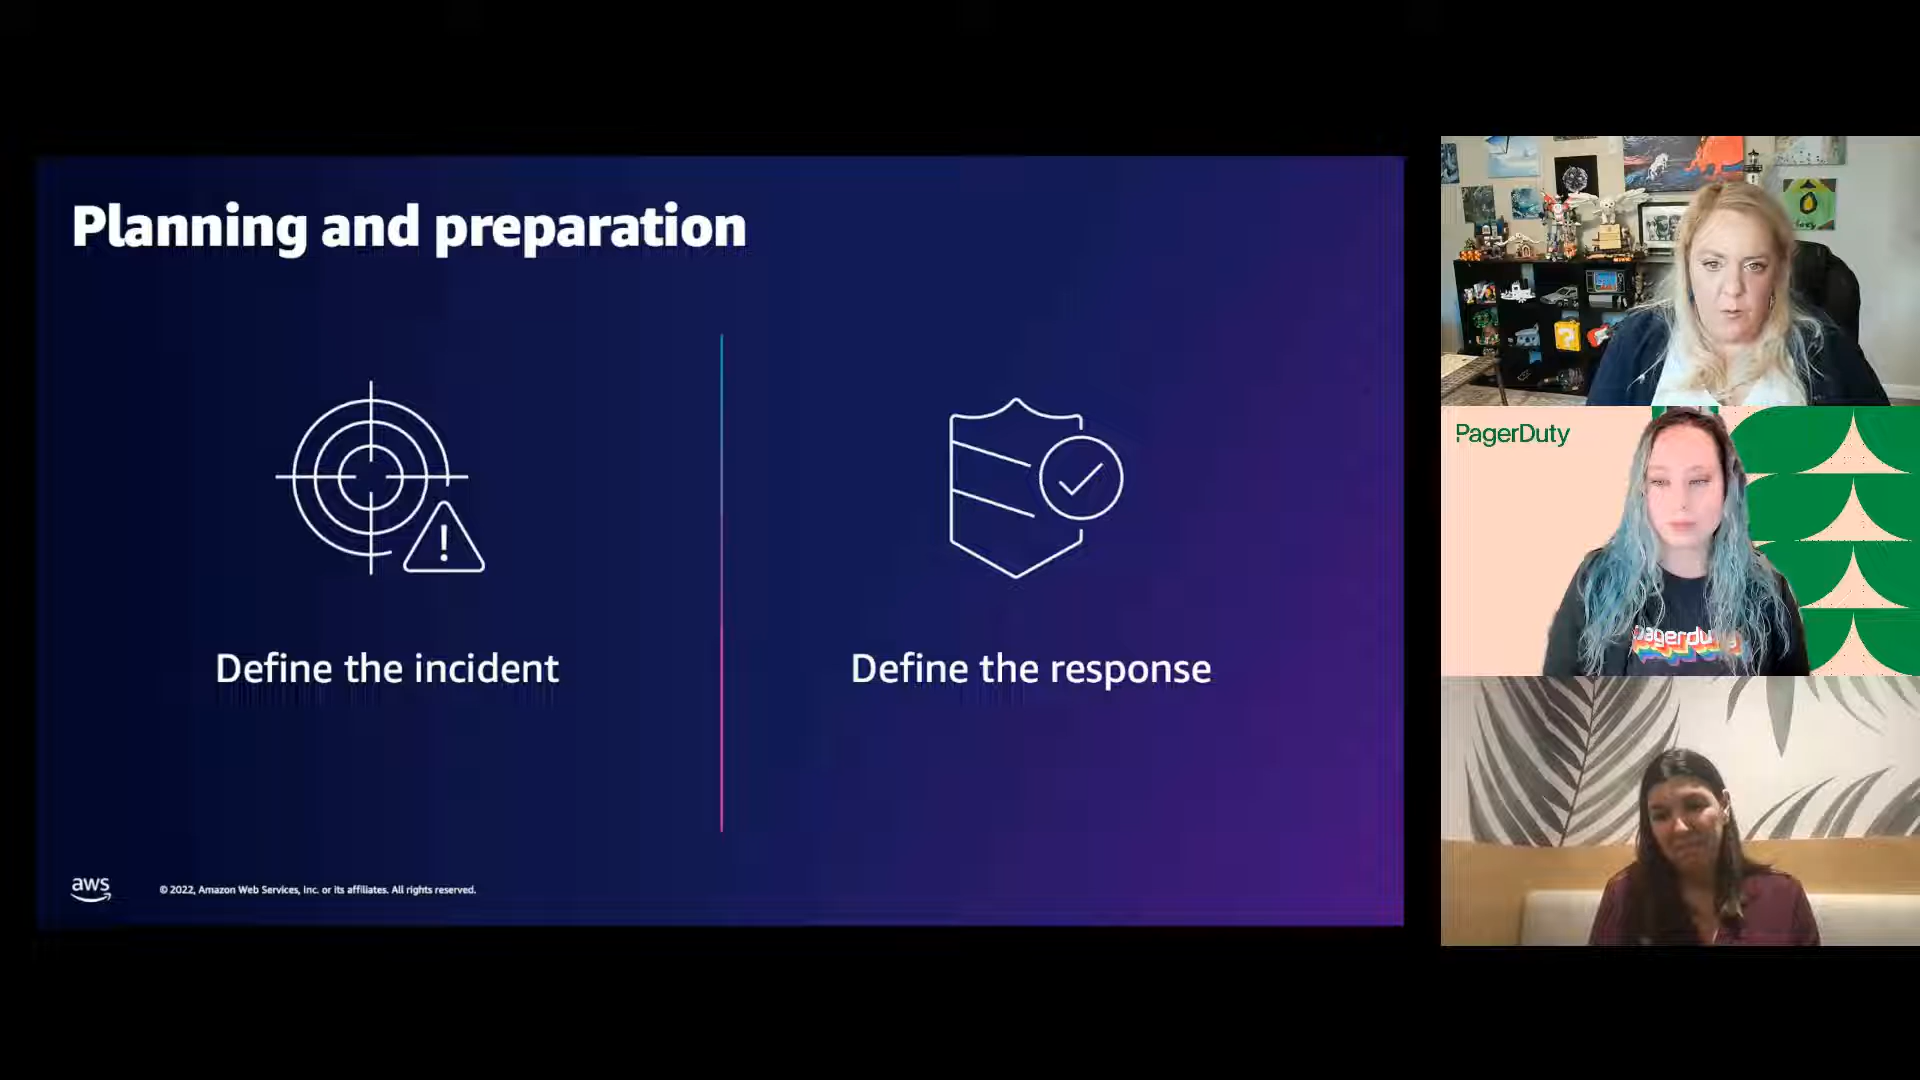 Planning and preparation
Define the incident
Define the response
aws
© 2022, Amazon Web Services, Inc. or its affiliates. All rights reserved.
PagerDuty
pagerduty